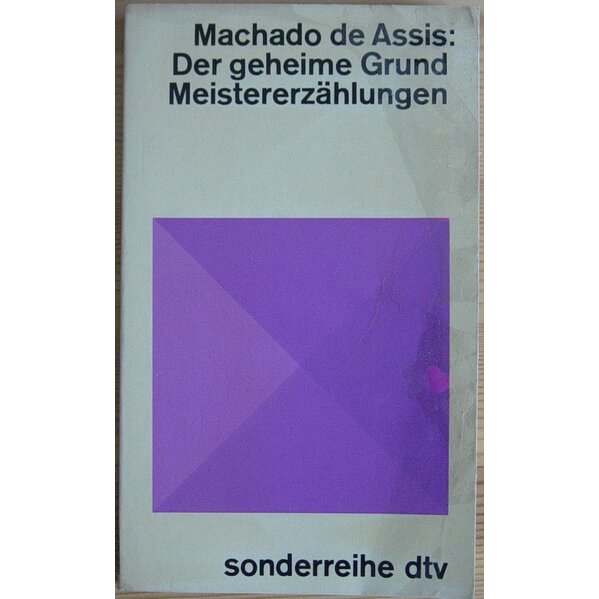 Machado de Assis:
Der geheime Grund
Meistererzählungen
sonderreihe dtv